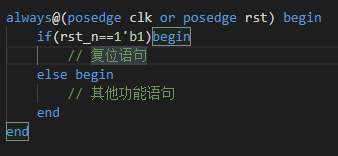 always@(posedge clk or posedge rst) begin
    if(rst_n==1'b1)begin
        // 复位语句
    else begin
        // 其他功能语句
    end
end